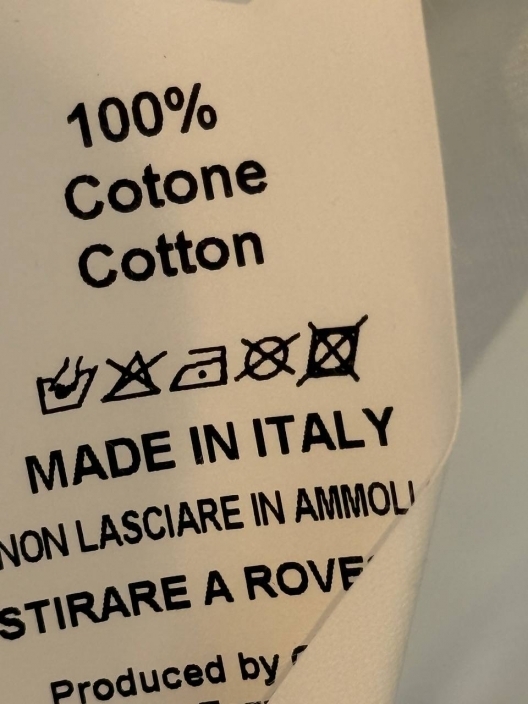 100%
Cotone
Cotton
MADE IN ITALY
NON LASCIARE IN
STIRARE A
Produced by